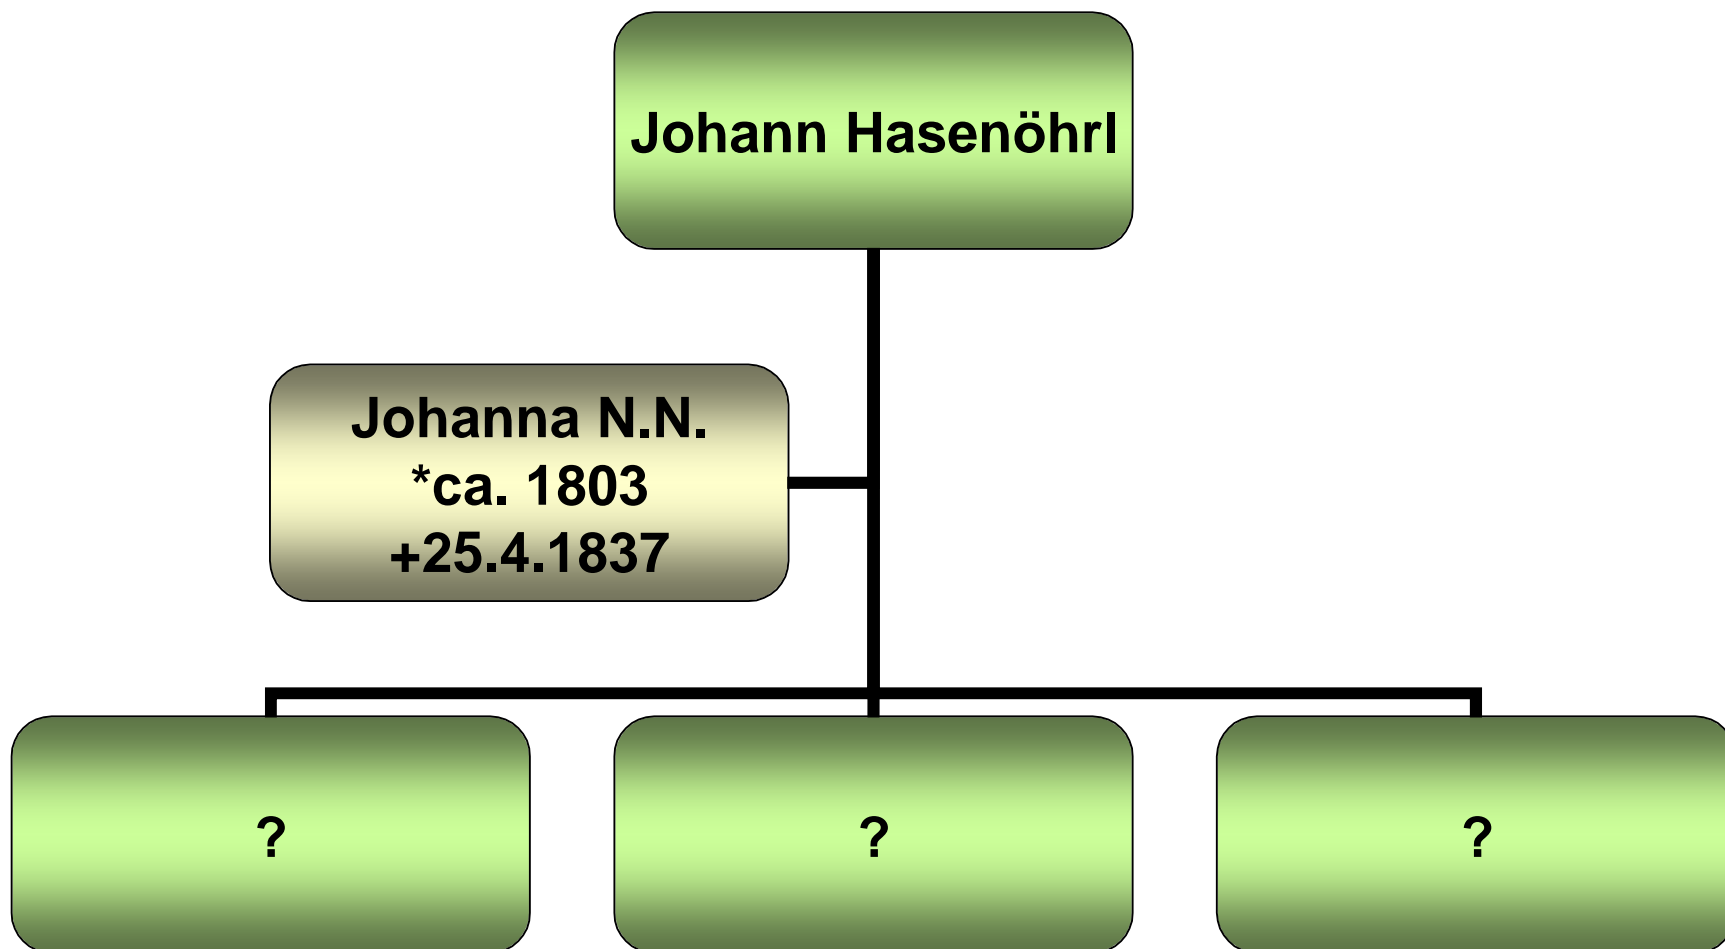 Johann Hasenöhrl
Johanna N.N.
*ca. 1803
+25.4.1837
?
?
?